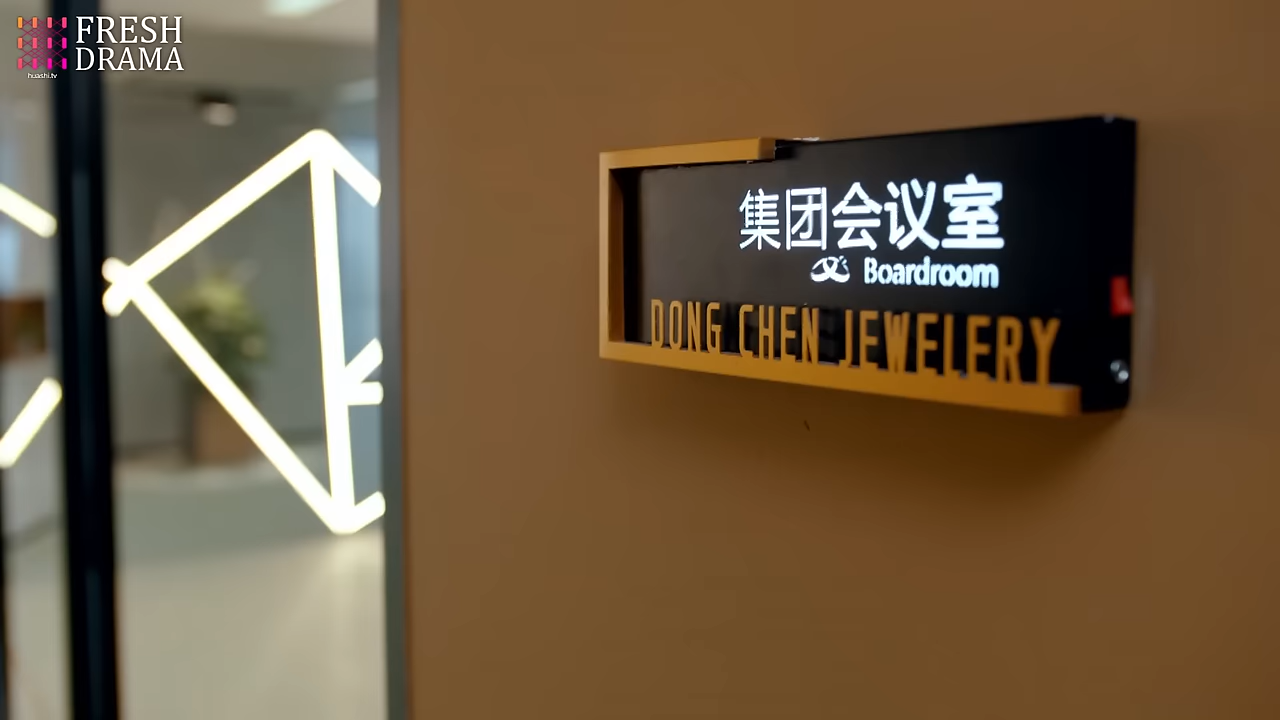 FRESH
DRAMA
huashi.tv
集团会议室
Boardroom
DONG CHEN JEWELERY